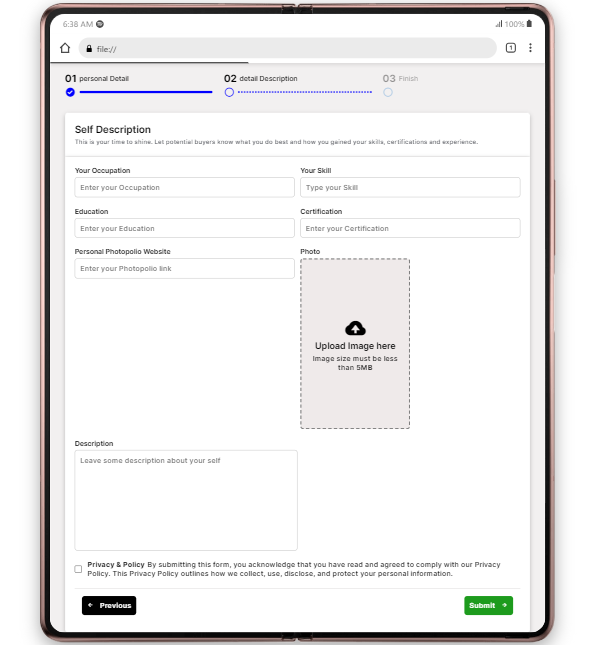 6:38 AM
100%
file://
1
01 personal Detail
02 detail Description
03 Finish
Self Description
This is your time to shine. Let potential buyers know what you do best and how you gained your skills, certifications and experience.
Your Occupation
Your Skill
Enter your Occupation
Type your Skill
Education
Certification
Enter your Education
Enter your Certification
Personal Photopolio Website
Photo
Enter your Photopolio link
Upload Image here
Image size must be less
than 5MB
Description
Leave some description about your self
Privacy & Policy By submitting this form, you acknowledge that you have read and agreed to comply with our Privacy
Policy. This Privacy Policy outlines how we collect, use, disclose, and protect your personal information.
Previous
Submit